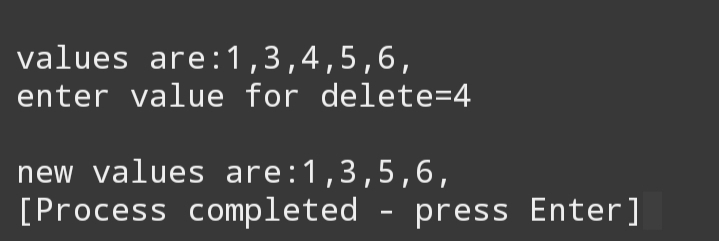 values are:1,3,4,5,6,
enter value for delete=4
new values are:1,3,5,6,
[Process completed - press Enter]